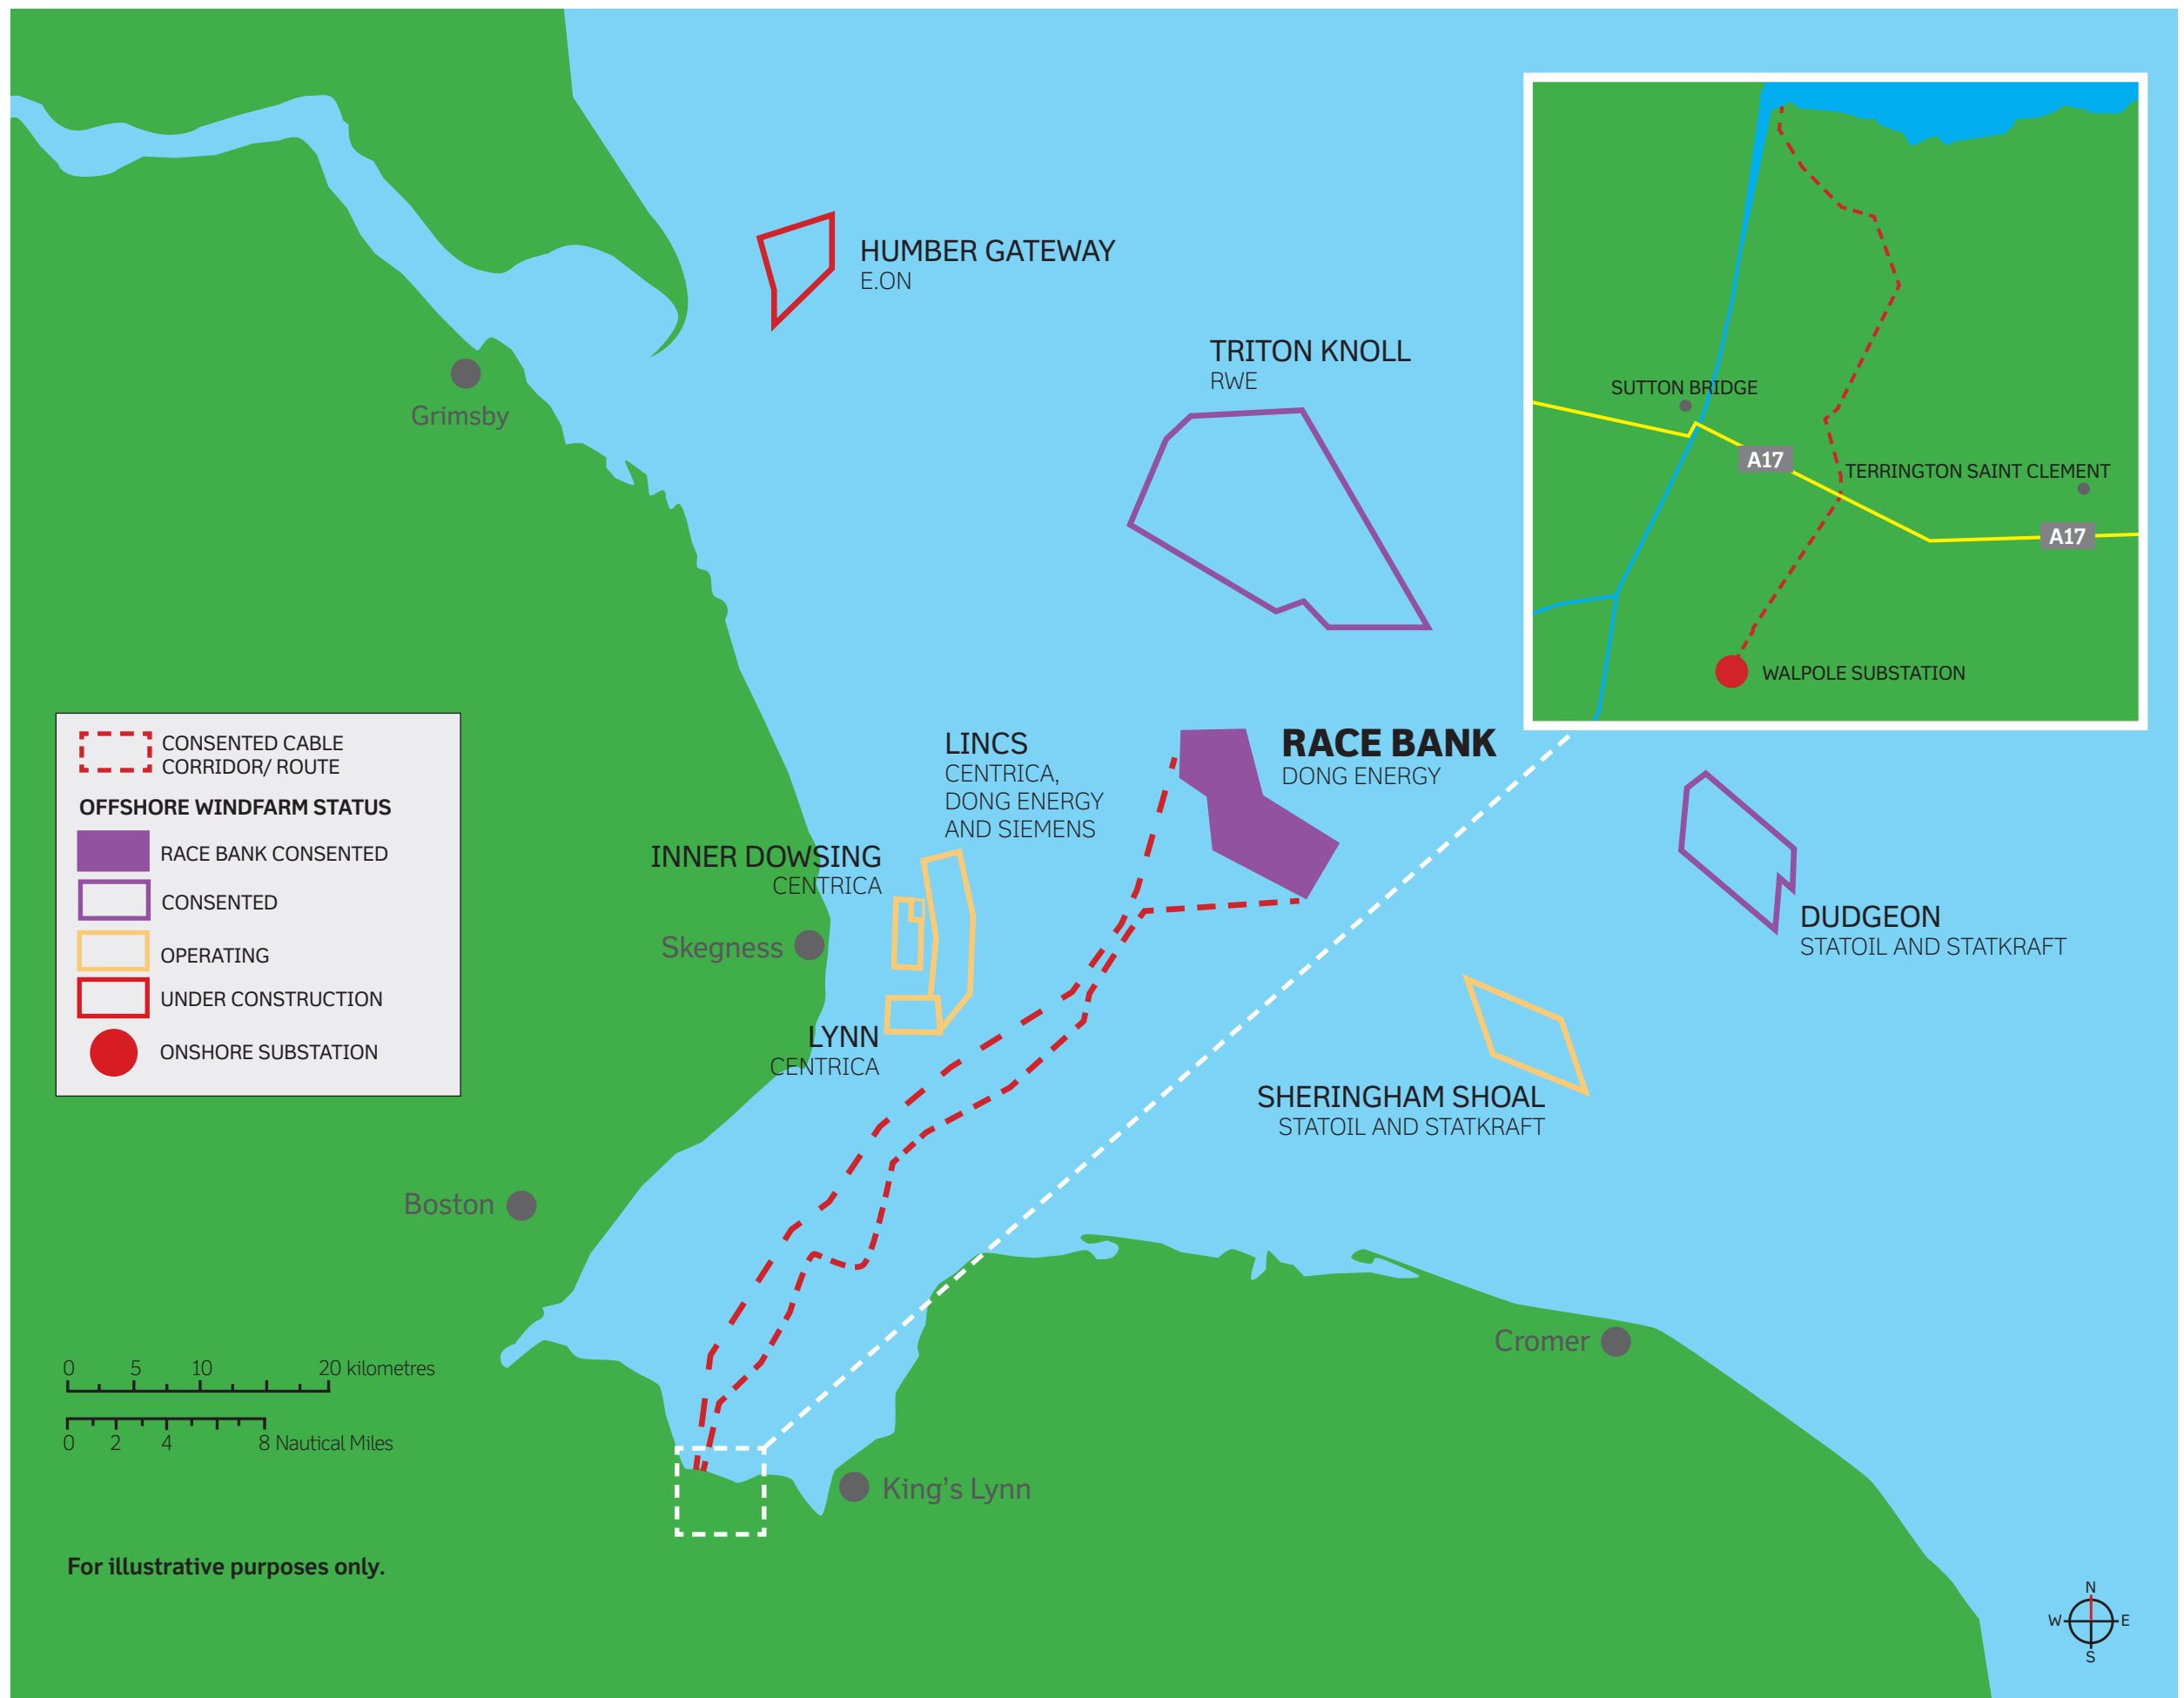 HUMBER GATEWAY
E.ON
TRITON KNOLL
RWE
Grimsby
SUTTON BRIDGE
A17
TERRINGTON SAINT CLEMENT
A17
WALPOLE SUBSTATION
CONSENTED CABLE
CORRIDOR/ ROUTE
OFFSHORE WINDFARM STATUS
RACE BANK CONSENTED
CONSENTED
OPERATING
UNDER CONSTRUCTION
ONSHORE SUBSTATION
LINCS
CENTRICA,
DONG ENERGY
AND SIEMENS
RACE BANK
DONG ENERGY
INNER DOWSING
CENTRICA
Skegness
LYNN
CENTRICA
DUDGEON
STATOIL AND STATKRAFT
SHERINGHAM SHOAL
STATOIL AND STATKRAFT
Boston
Cromer
King's Lynn
0 5 10 20 kilometres
0 2 4 8 Nautical Miles
For illustrative purposes only.
N
W E
S